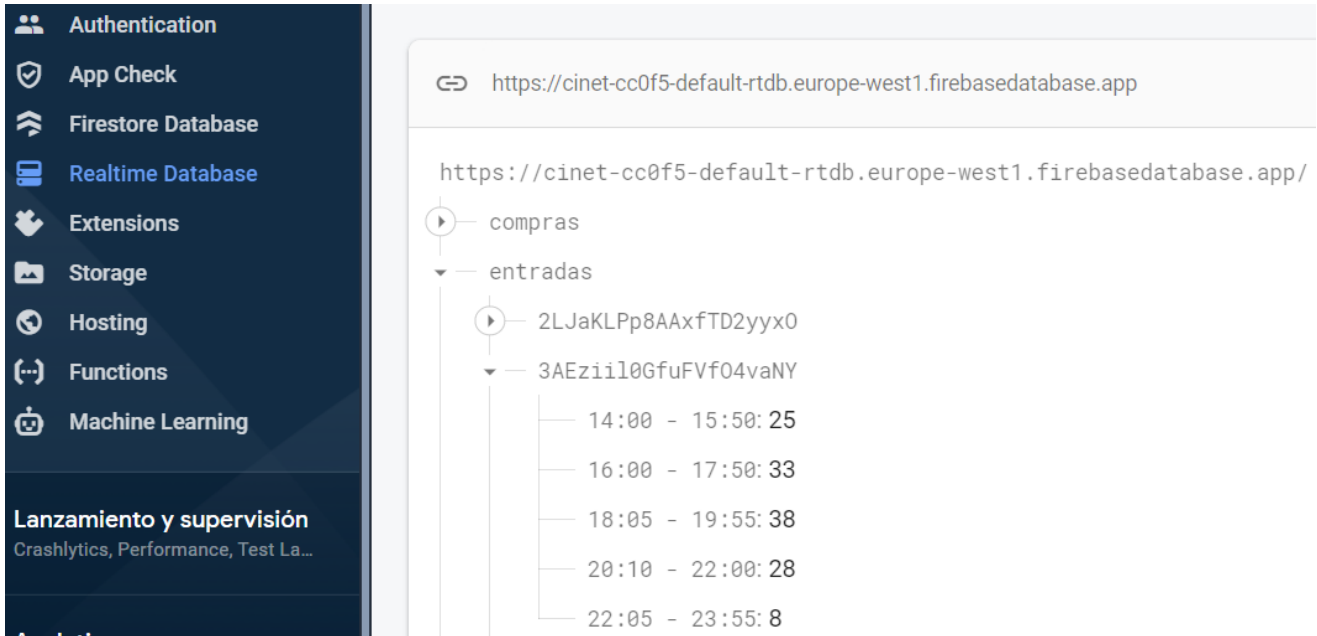 Authentication
App Check
Firestore Database
Realtime Database
Extensions
Storage
Hosting
Functions
Machine Learning
Lanzamiento y supervisión
Crashlytics, Performance, Test La...
https://cinet-cc0f5-default-rtdb.europe-west1.firebasedatabase.app
https://cinet-cc0f5-default-rtdb.europe-west1.firebasedatabase.app/
compras
entradas
2LJaKLPp8AAxfTD2yyxO
3AEziil0GfuFVfO4vaNY
14:00 - 15:50: 25
16:00 - 17:50: 33
18:05 - 19:55: 38
20:10 - 22:00: 28
22:05 - 23:55: 8